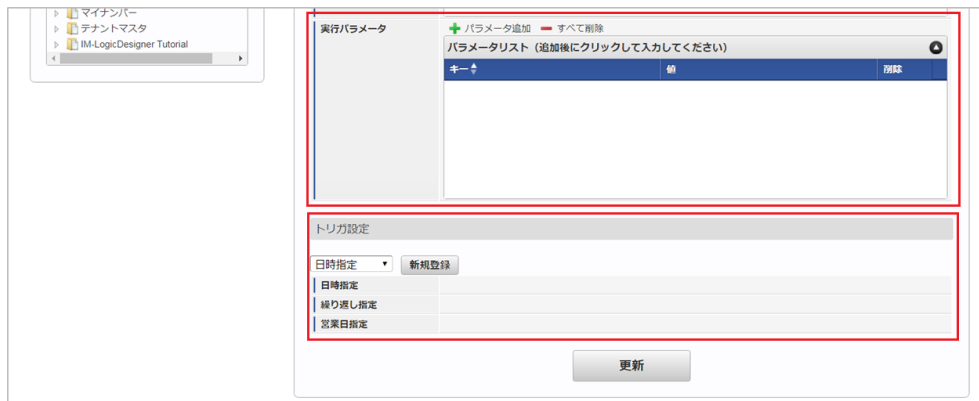 マイナンバー
テナントマスタ
IM-LogicDesigner Tutorial
実行パラメータ
パラメータ追加 すべて削除
パラメータリスト（追加後にクリックして入力してください）
キー 値 削除
トリガ設定
日時指定 新規登録
日時指定
繰り返し指定
営業日指定
更新